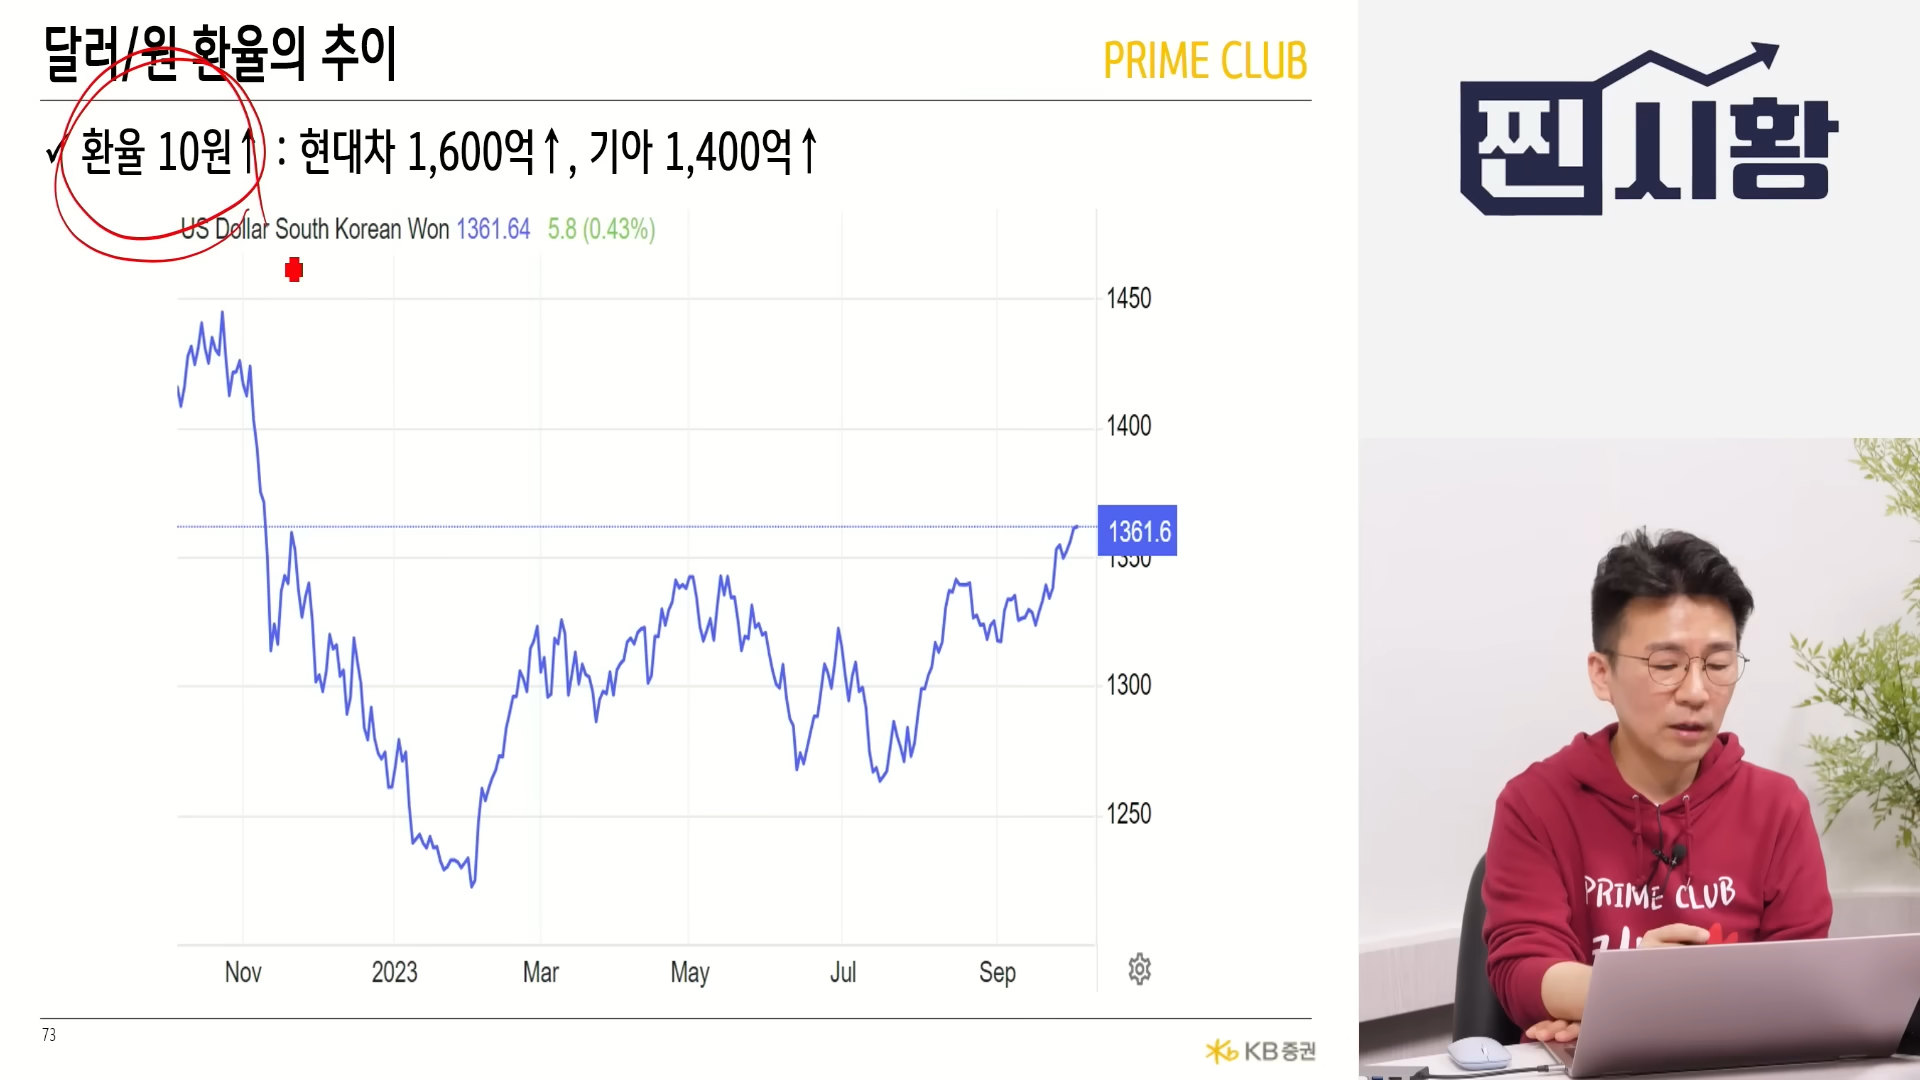 달러/원 환율의 추이
PRIME CLUB
✓ 환율 10원↑ : 현대차 1,600억↑, 기아 1,400억↑
US Dollar South Korean Won 1361.64 5.8 (0.43%)
1450
1400
1361.6
1350
1300
1250
Nov 2023 Mar May Jul Sep
73
KB증권
찐시황
PRIME CLUB